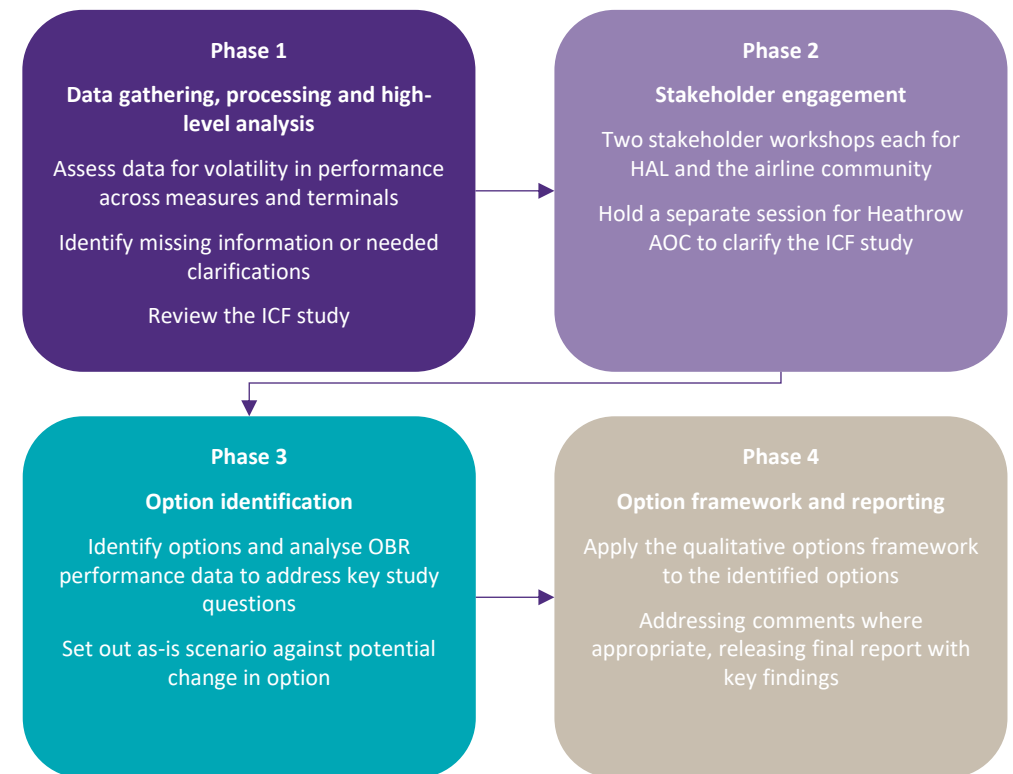 Phase 1
Data gathering, processing and high-
level analysis
Assess data for volatility in performance
across measures and terminals
Identify missing information or needed
clarifications
Review the ICF study
Phase 2
Stakeholder engagement
Two stakeholder workshops each for
HAL and the airline community
Hold a separate session for Heathrow
AOC to clarify the ICF study
Phase 3
Option identification
Identify options and analyse OBR
performance data to address key study
questions
Set out as-is scenario against potential
change in option
Phase 4
Option framework and reporting
Apply the qualitative options framework
to the identified options
Addressing comments where
appropriate, releasing final report with
key findings